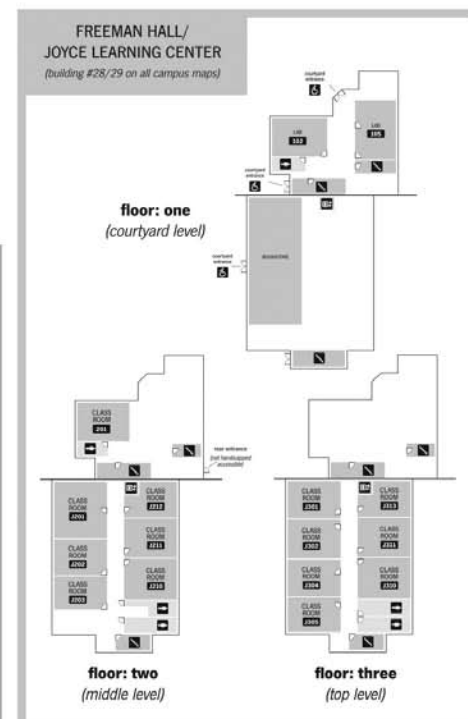 FREEMAN HALL/
JOYCE LEARNING CENTER
(building #28/29 on all campus maps)
courtyard
entrance
LAB
102
LAB
105
courtyard
entrance
floor: one
(courtyard level)
courtyard
entrance
BOOKSTORE
CLASS
ROOM
201
rear entrance
(not handicapped
accessible)
CLASS
ROOM
J201
CLASS
ROOM
J212
CLASS
ROOM
J211
CLASS
ROOM
J202
CLASS
ROOM
J210
CLASS
ROOM
J203
CLASS
ROOM
J301
CLASS
ROOM
J313
CLASS
ROOM
J302
CLASS
ROOM
J311
CLASS
ROOM
J304
CLASS
ROOM
J310
CLASS
ROOM
J305
floor: two
(middle level)
floor: three
(top level)